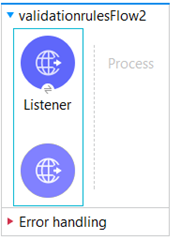 validationrulesFlow2
Process
Listener
Error handling